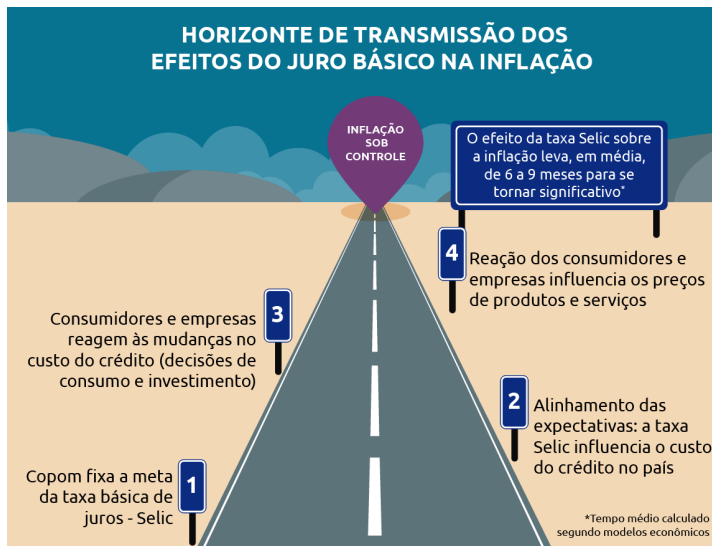 HORIZONTE DE TRANSMISSÃO DOS
EFEITOS DO JURO BÁSICO NA INFLAÇÃO
INFLAÇÃO
SOB
CONTROLE
O efeito da taxa Selic sobre
a inflação leva, em média,
de 6 a 9 meses para se
tornar significativo*
4
Reação dos consumidores e
empresas influencia os preços
de produtos e serviços
3
Consumidores e empresas
reagem às mudanças no
custo do crédito (decisões de
consumo e investimento)
2
Alinhamento das
expectativas: a taxa
Selic influencia o custo
do crédito no país
1
Copom fixa a meta
da taxa básica de
juros - Selic
*Tempo médio calculado
segundo modelos econômicos